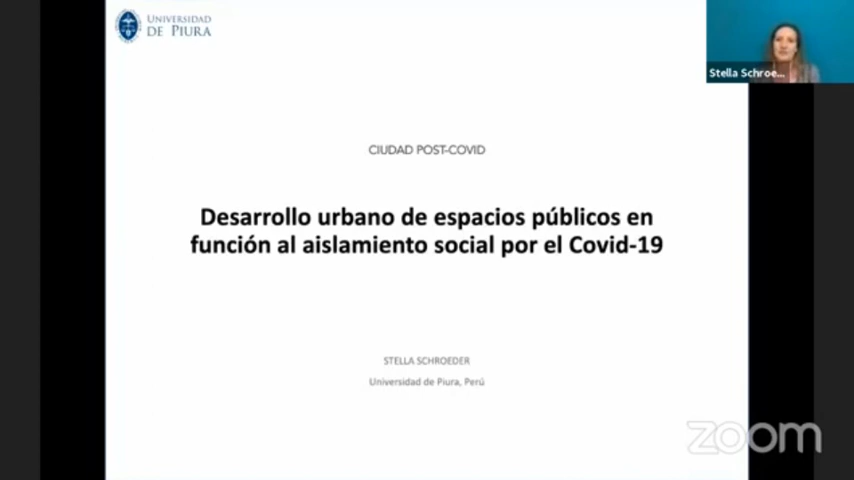 UNIVERSIDAD
DE PIURA
Stella Schroe...
CIUDAD POST-COVID
Desarrollo urbano de espacios públicos en
función al aislamiento social por el Covid-19
STELLA SCHROEDER
Universidad de Piura, Perú
zoom